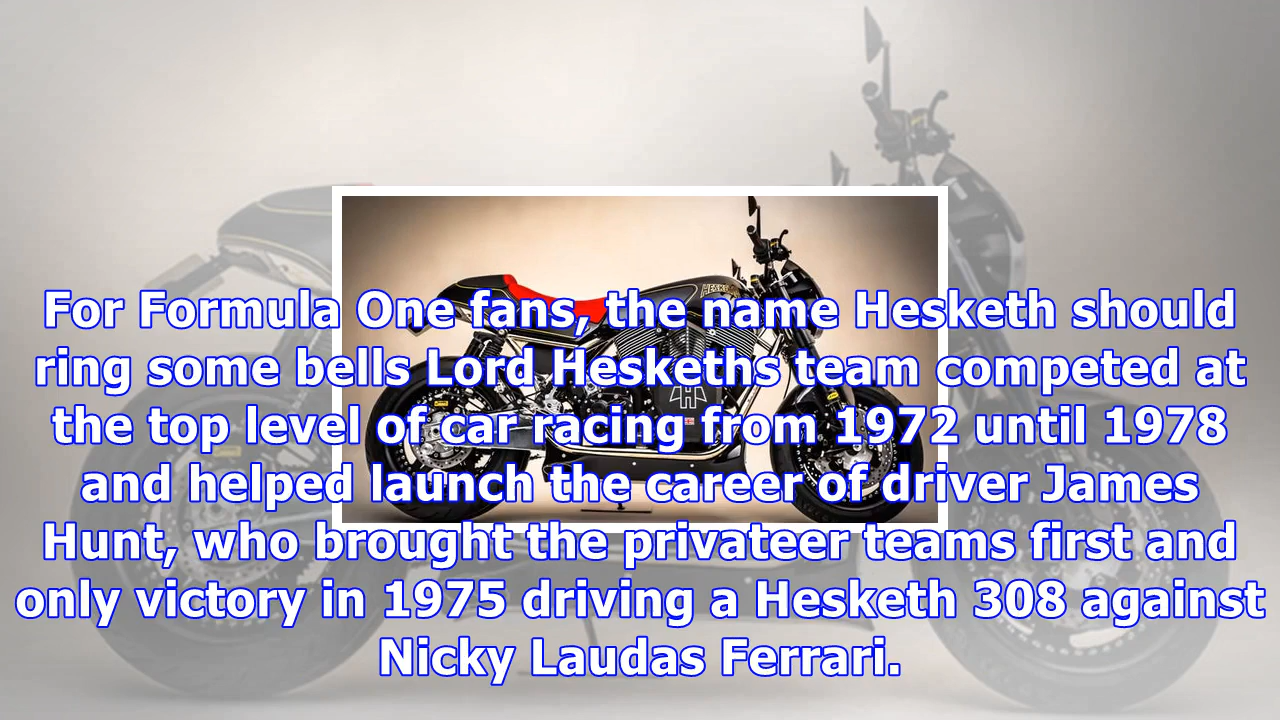 HESKE
For Formula One fans, the name Hesketh should
ring some bells Lord Heskeths team competed at
the top level of car racing from 1972 until 1978
and helped launch the career of driver James
Hunt, who brought the privateer teams first and
only victory in 1975 driving a Hesketh 308 against
Nicky Laudas Ferrari.